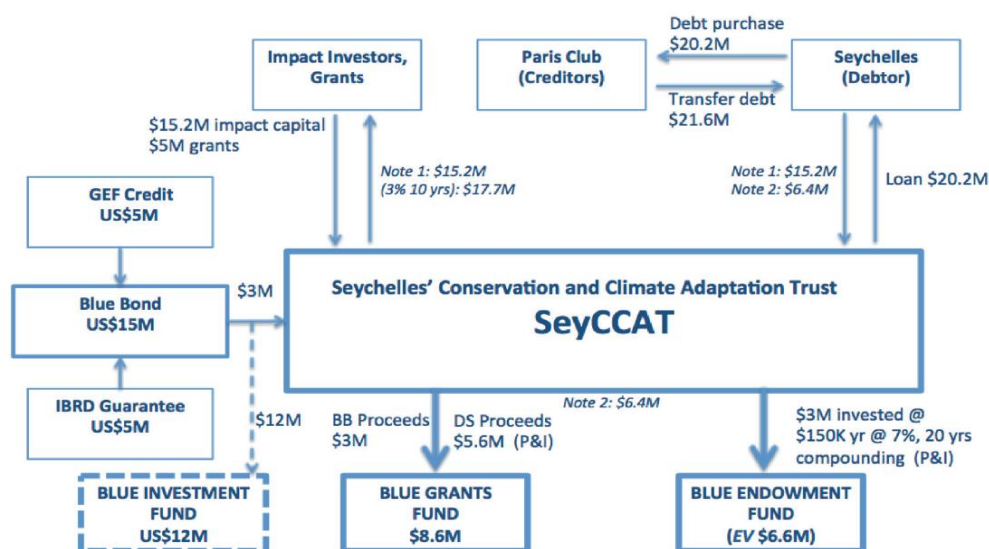 Debt purchase
$20.2M
Impact Investors,
Grants
Paris Club
(Creditors)
Seychelles
(Debtor)
Transfer debt
$21.6M
$15.2M impact capital
$5M grants
Note 1: $15.2M
(3% 10 yrs): $17.7M
Note 1: $15.2M
Note 2: $6.4M
Loan $20.2M
GEF Credit
US$5M
Blue Bond
US$15M
$3M
Seychelles’ Conservation and Climate Adaptation Trust
SeyCCAT
IBRD Guarantee
US$5M
$12M
BB Proceeds
$3M
DS Proceeds
$5.6M (P&I)
Note 2: $6.4M
$3M invested @
$150K yr @ 7%, 20 yrs
compounding (P&I)
BLUE INVESTMENT
FUND
US$12M
BLUE GRANTS
FUND
$8.6M
BLUE ENDOWMENT
FUND
(EV $6.6M)